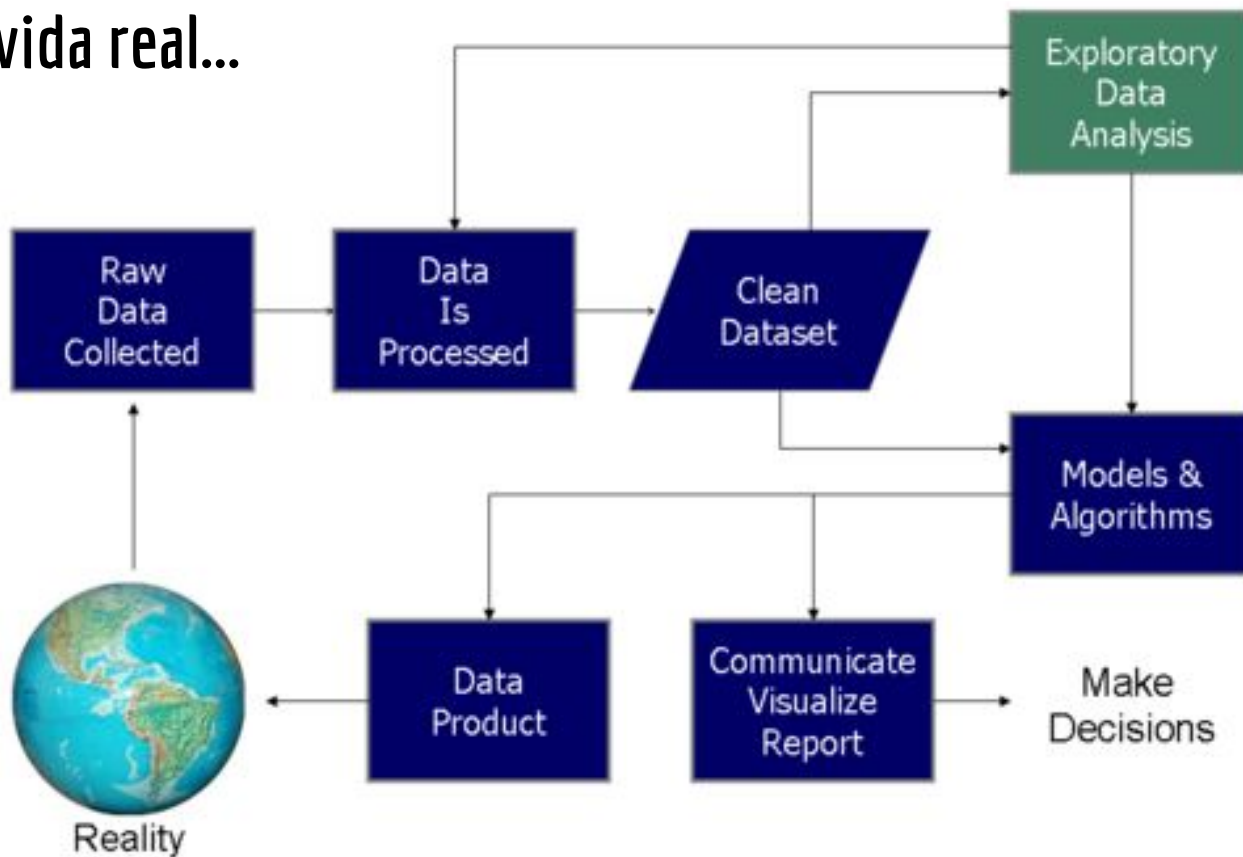 vida real...
Exploratory
Data
Analysis
Raw
Data
Collected
Data
Is
Processed
Clean
Dataset
Models &
Algorithms
Data
Product
Communicate
Visualize
Report
Make
Decisions
Reality